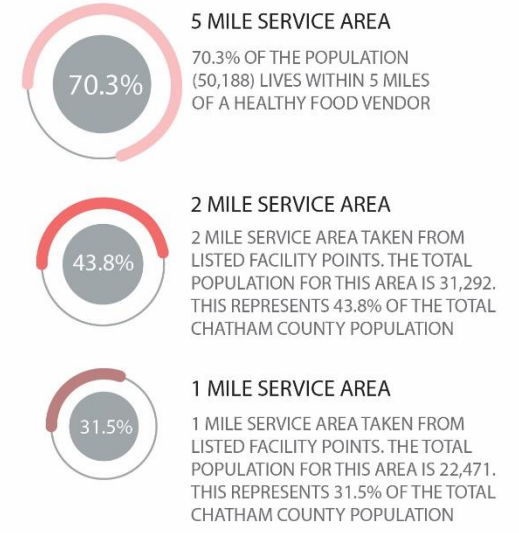 5 MILE SERVICE AREA
70.3%
70.3% OF THE POPULATION
(50,188) LIVES WITHIN 5 MILES
OF A HEALTHY FOOD VENDOR
2 MILE SERVICE AREA
43.8%
2 MILE SERVICE AREA TAKEN FROM
LISTED FACILITY POINTS. THE TOTAL
POPULATION FOR THIS AREA IS 31,292.
THIS REPRESENTS 43.8% OF THE TOTAL
CHATHAM COUNTY POPULATION
1 MILE SERVICE AREA
31.5%
1 MILE SERVICE AREA TAKEN FROM
LISTED FACILITY POINTS. THE TOTAL
POPULATION FOR THIS AREA IS 22,471.
THIS REPRESENTS 31.5% OF THE TOTAL
CHATHAM COUNTY POPULATION